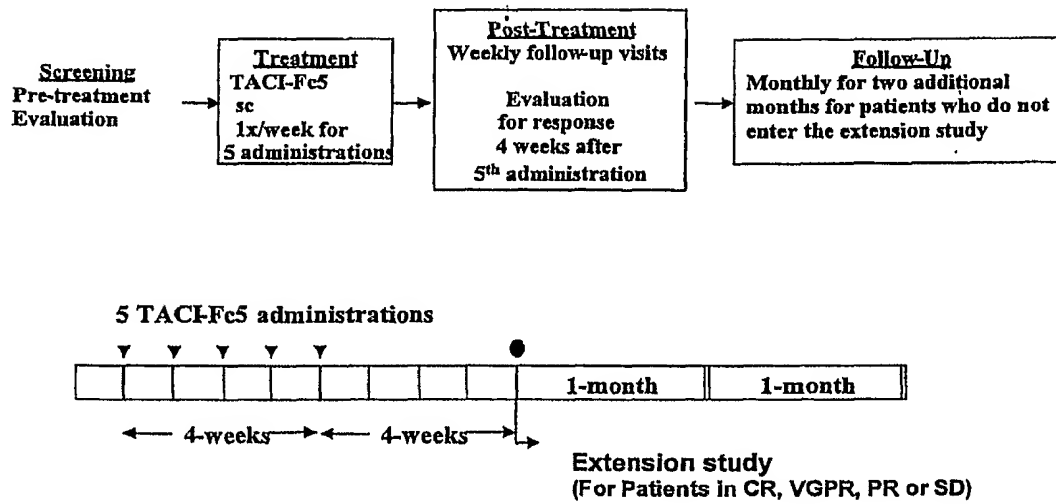 Screening
Pre-treatment
Evaluation
Treatment
TACI-Fc5
sc
1x/week for
5 administrations
Post-Treatment
Weekly follow-up visits
Evaluation
for response
4 weeks after
5th administration
Follow-Up
Monthly for two additional
months for patients who do not
enter the extension study
5 TACI-Fc5 administrations
1-month 1-month
4-weeks 4-weeks
Extension study
(For Patients in CR, VGPR, PR or SD)